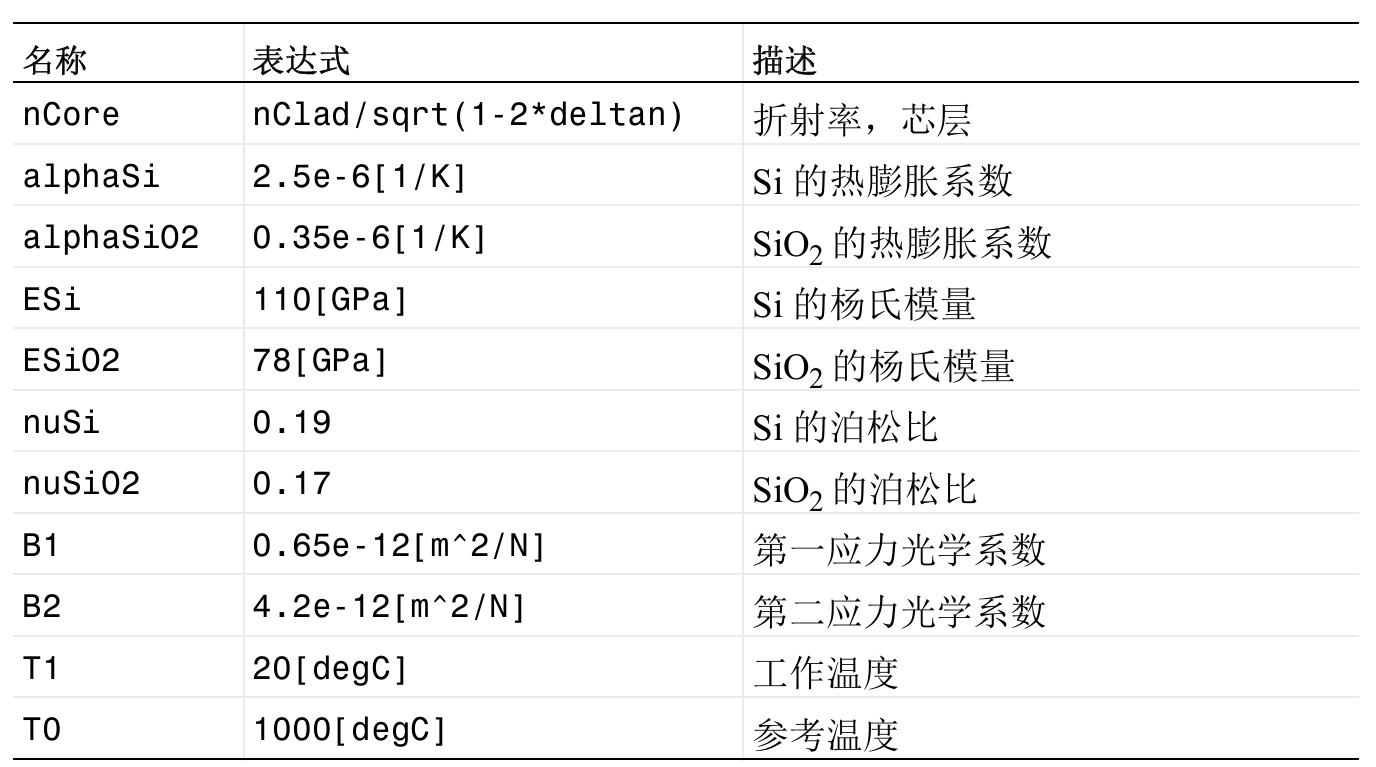 名称 表达式 描述
nCore nClad/sqrt(1-2*deltan) 折射率，芯层
alphaSi 2.5e-6[1/K] Si 的热膨胀系数
alphaSiO2 0.35e-6[1/K] SiO2 的热膨胀系数
ESi 110[GPa] Si 的杨氏模量
ESiO2 78[GPa] SiO2 的杨氏模量
nuSi 0.19 Si 的泊松比
nuSiO2 0.17 SiO2 的泊松比
B1 0.65e-12[m^2/N] 第一应力光学系数
B2 4.2e-12[m^2/N] 第二应力光学系数
T1 20[degC] 工作温度
T0 1000[degC] 参考温度